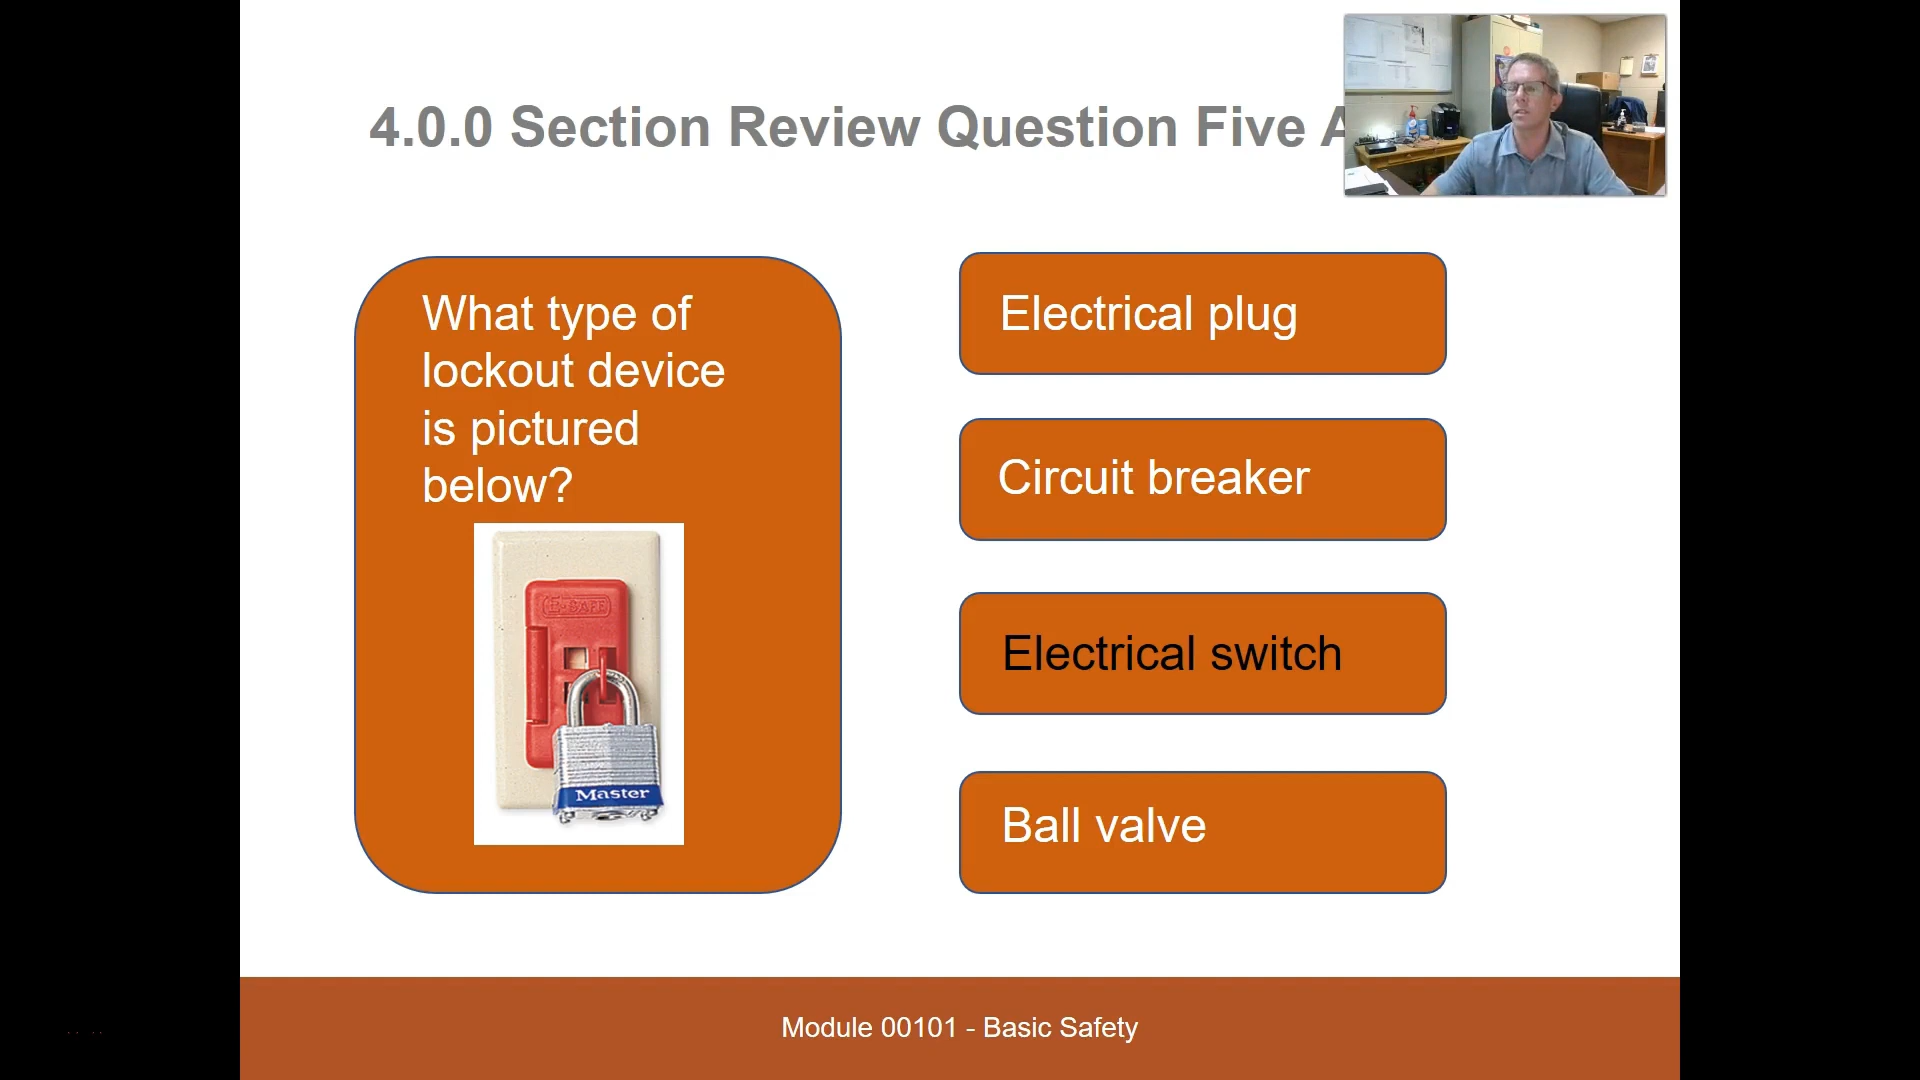 4.0.0 Section Review Question Five A
What type of
lockout device
is pictured
below?
E-SAFE
Master
Electrical plug
Circuit breaker
Electrical switch
Ball valve
Module 00101 - Basic Safety